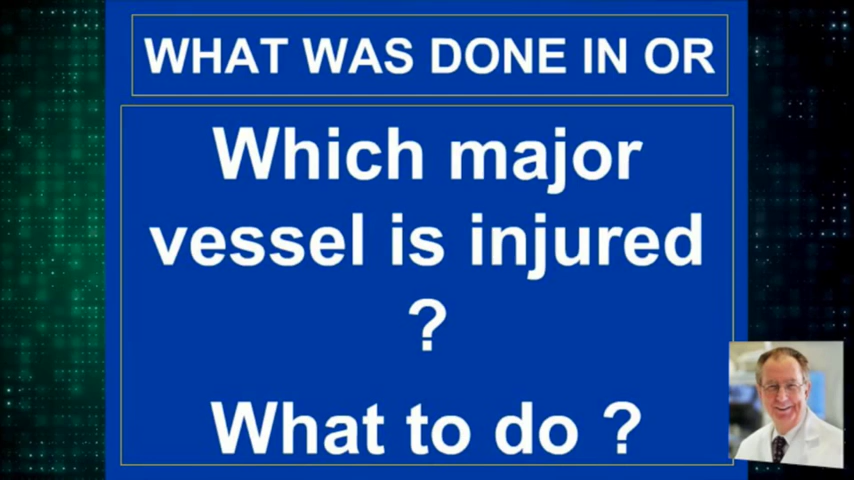 WHAT WAS DONE IN OR
Which major
vessel is injured
?
What to do ?